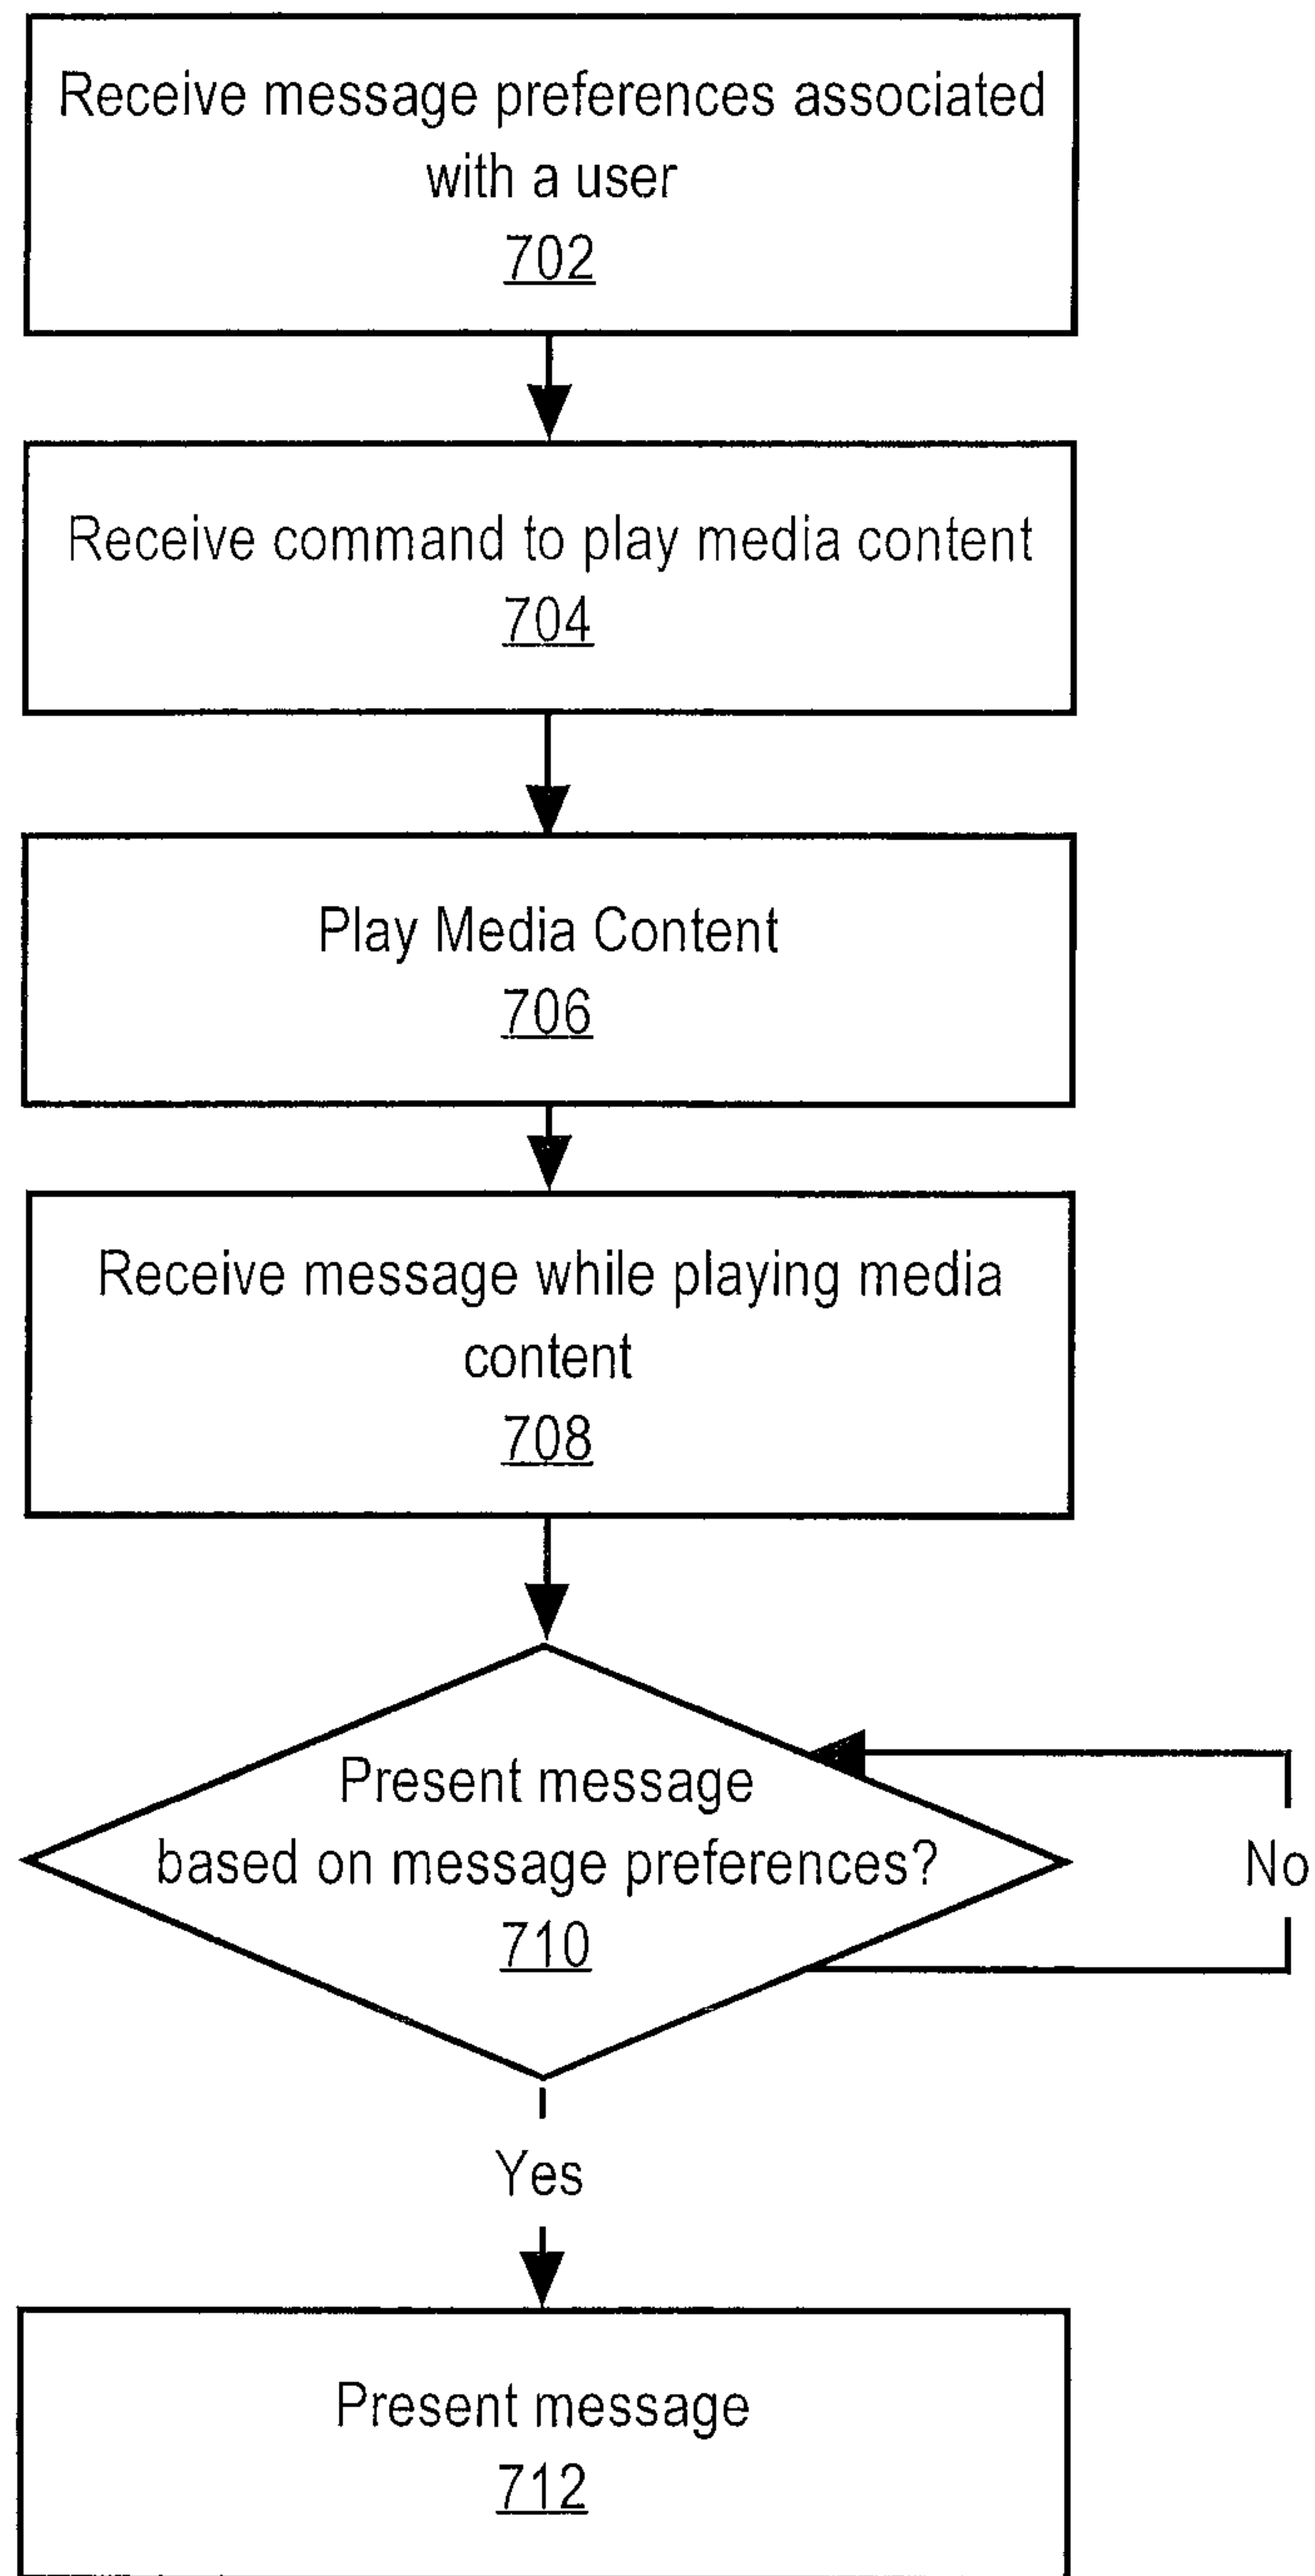 Receive message preferences associated
with a user
702
Receive command to play media content
704
Play Media Content
706
Receive message while playing media
content
708
Present message
based on message preferences?
710
No
Yes
Present message
712